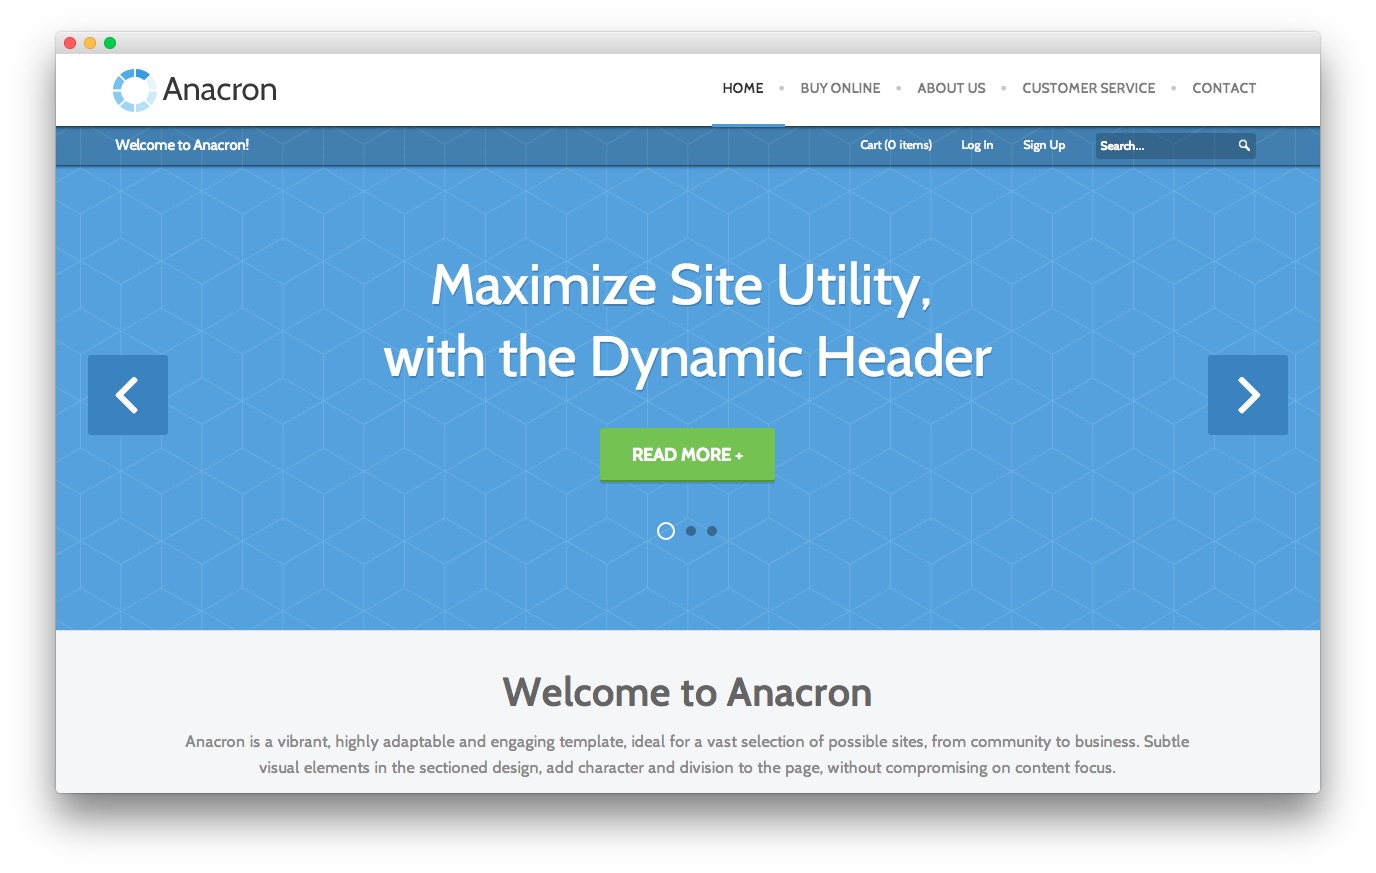 Anacron
HOME • BUY ONLINE • ABOUT US • CUSTOMER SERVICE • CONTACT
Welcome to Anacron!
Cart (0 items) Log In Sign Up Search...
Maximize Site Utility,
with the Dynamic Header
READ MORE +
Welcome to Anacron
Anacron is a vibrant, highly adaptable and engaging template, ideal for a vast selection of possible sites, from community to business. Subtle
visual elements in the sectioned design, add character and division to the page, without compromising on content focus.